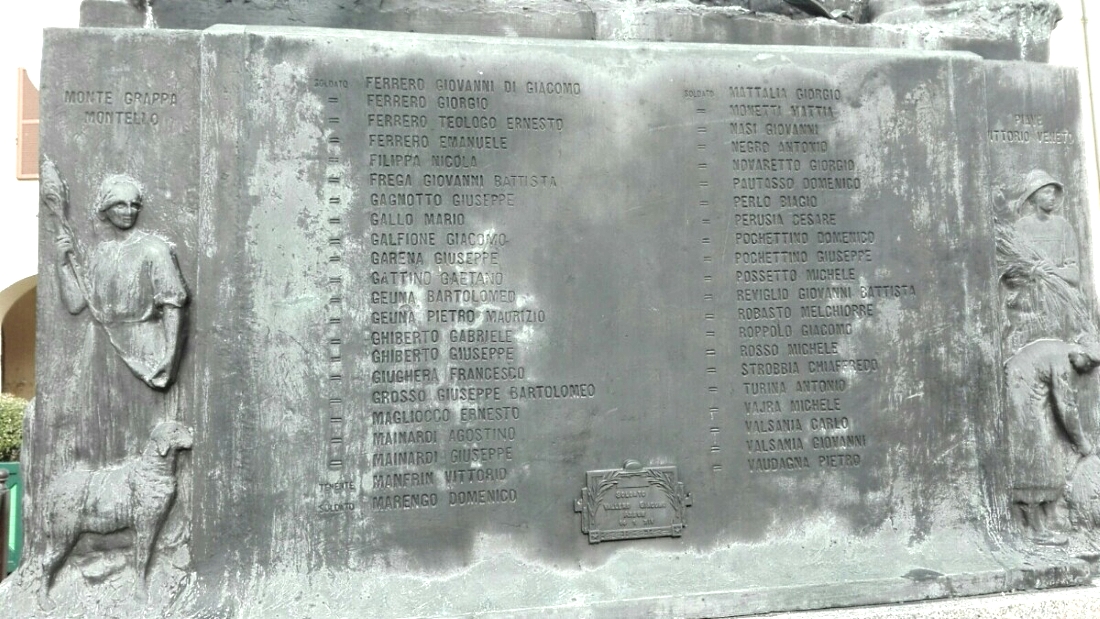 MONTE GRAPPA
MONTELLO
SOLDATO FERRERO GIOVANNI DI GIACOMO
= FERRERO GIORGIO
= FERRERO TEOLOGO ERNESTO
= FERRERO EMANUELE
= FILIPPA NICOLA
= FREGA GIOVANNI BATTISTA
= GAGNOTTO GIUSEPPE
= GALLO MARIO
= GALFIONE GIACOMO
= GARENA GIUSEPPE
= GATTINO GAETANO
= GEUNA BARTOLOMEO
= GEUNA PIETRO MAURIZIO
= GHIBERTO GABRIELE
= GHIBERTO GIUSEPPE
= GIUGHERA FRANCESCO
= GROSSO GIUSEPPE BARTOLOMEO
= MAGLIOCCO ERNESTO
= MAINARDI AGOSTINO
= MAINARDI GIUSEPPE
TENENTE MANFRIN VITTORIO
SOLDATO MARENGO DOMENICO
SOLDATO MATTALIA GIORGIO
= MONETTI MATTIA
= NASI GIOVANNI
= NEGRO ANTONIO
= NOVARETTO GIORGIO
= PAUTASSO DOMENICO
= PERLO BIAGIO
= PERUSIA CESARE
= POCHETTINO DOMENICO
= POCHETTINO GIUSEPPE
= POSSETTO MICHELE
= REVIGLIO GIOVANNI BATTISTA
= ROBASTO MELCHIORRE
= ROPPOLO GIACOMO
= ROSSO MICHELE
= STROBBIA CHIAFFREDO
= TURINA ANTONIO
= VAJRA MICHELE
= VALSANIA CARLO
= VALSANIA GIOVANNI
= VAUDAGNA PIETRO
SOLDATO
PIAVE
VITTORIO VENETO